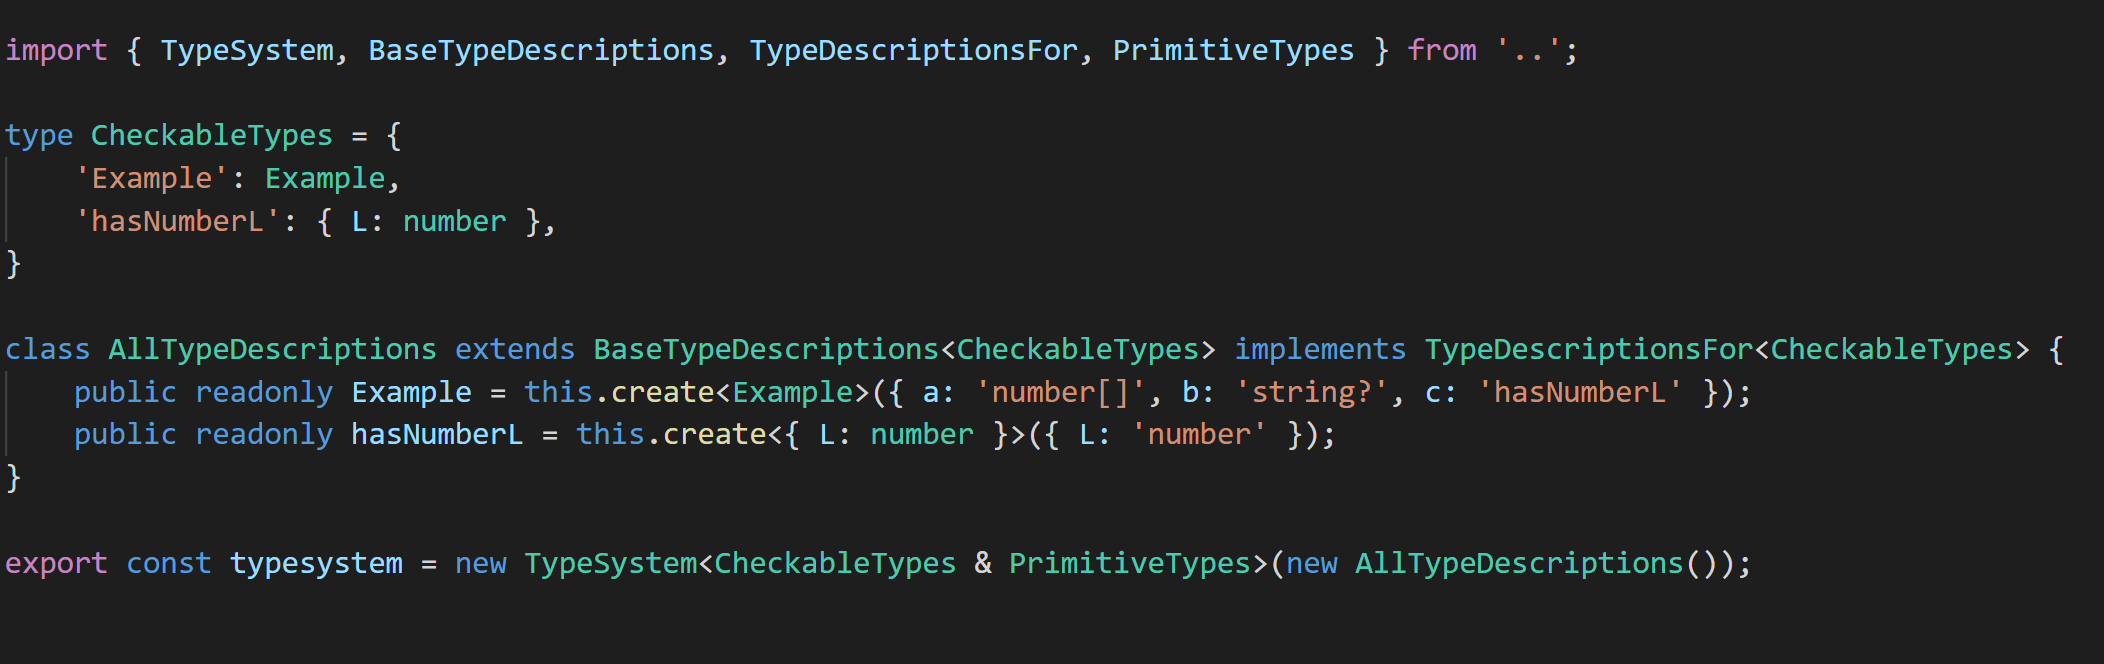 import { TypeSystem, BaseTypeDescriptions, TypeDescriptionsFor, PrimitiveTypes } from '..';
type CheckableTypes = {
    'Example': Example,
    'hasNumberL': { L: number },
}
class AllTypeDescriptions extends BaseTypeDescriptions<CheckableTypes> implements TypeDescriptionsFor<CheckableTypes> {
    public readonly Example = this.create<Example>({ a: 'number[]', b: 'string?', c: 'hasNumberL' });
    public readonly hasNumberL = this.create<{ L: number }>({ L: 'number' });
}
export const typesystem = new TypeSystem<CheckableTypes & PrimitiveTypes>(new AllTypeDescriptions());